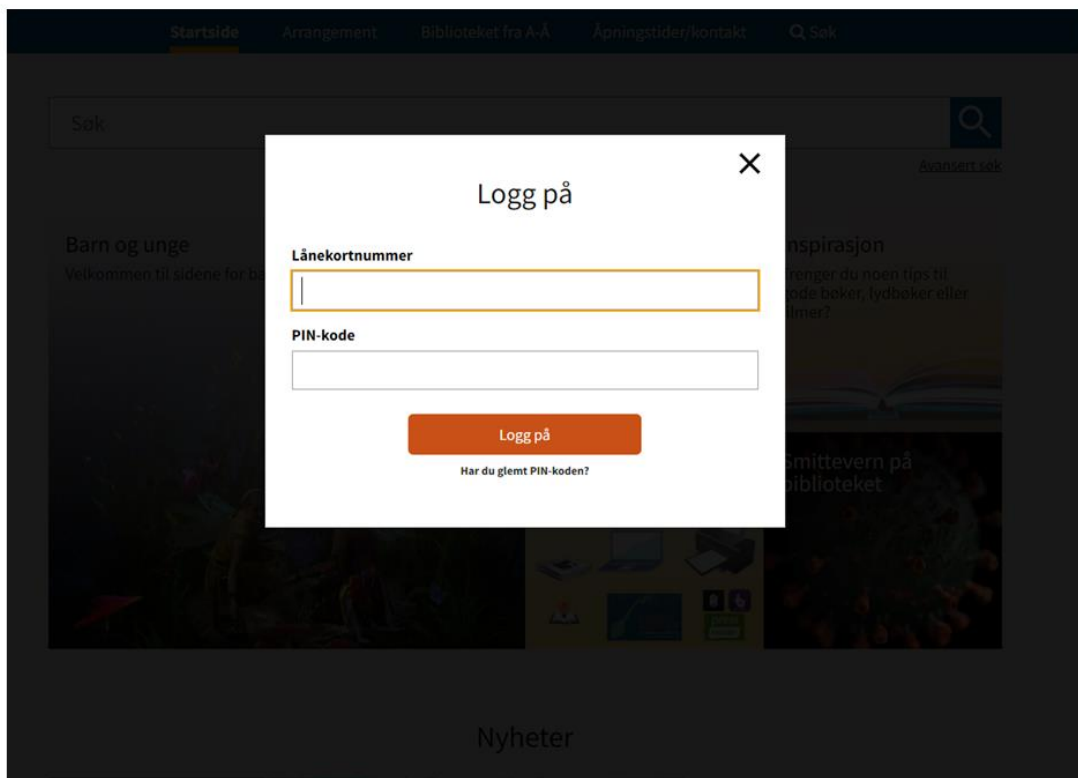 Startside Arrangement Biblioteket fra A-Å Åpningstider/kontakt Søk
Søk
Avansert søk
Logg på
Lånekortnummer
PIN-kode
Logg på
Har du glemt PIN-koden?
Barn og unge
Velkommen til sidene for ba
nspirasjon
Trenger du noen tips til
gode bøker, lydbøker eller
filmer?
Smittevern på
biblioteket
Nyheter